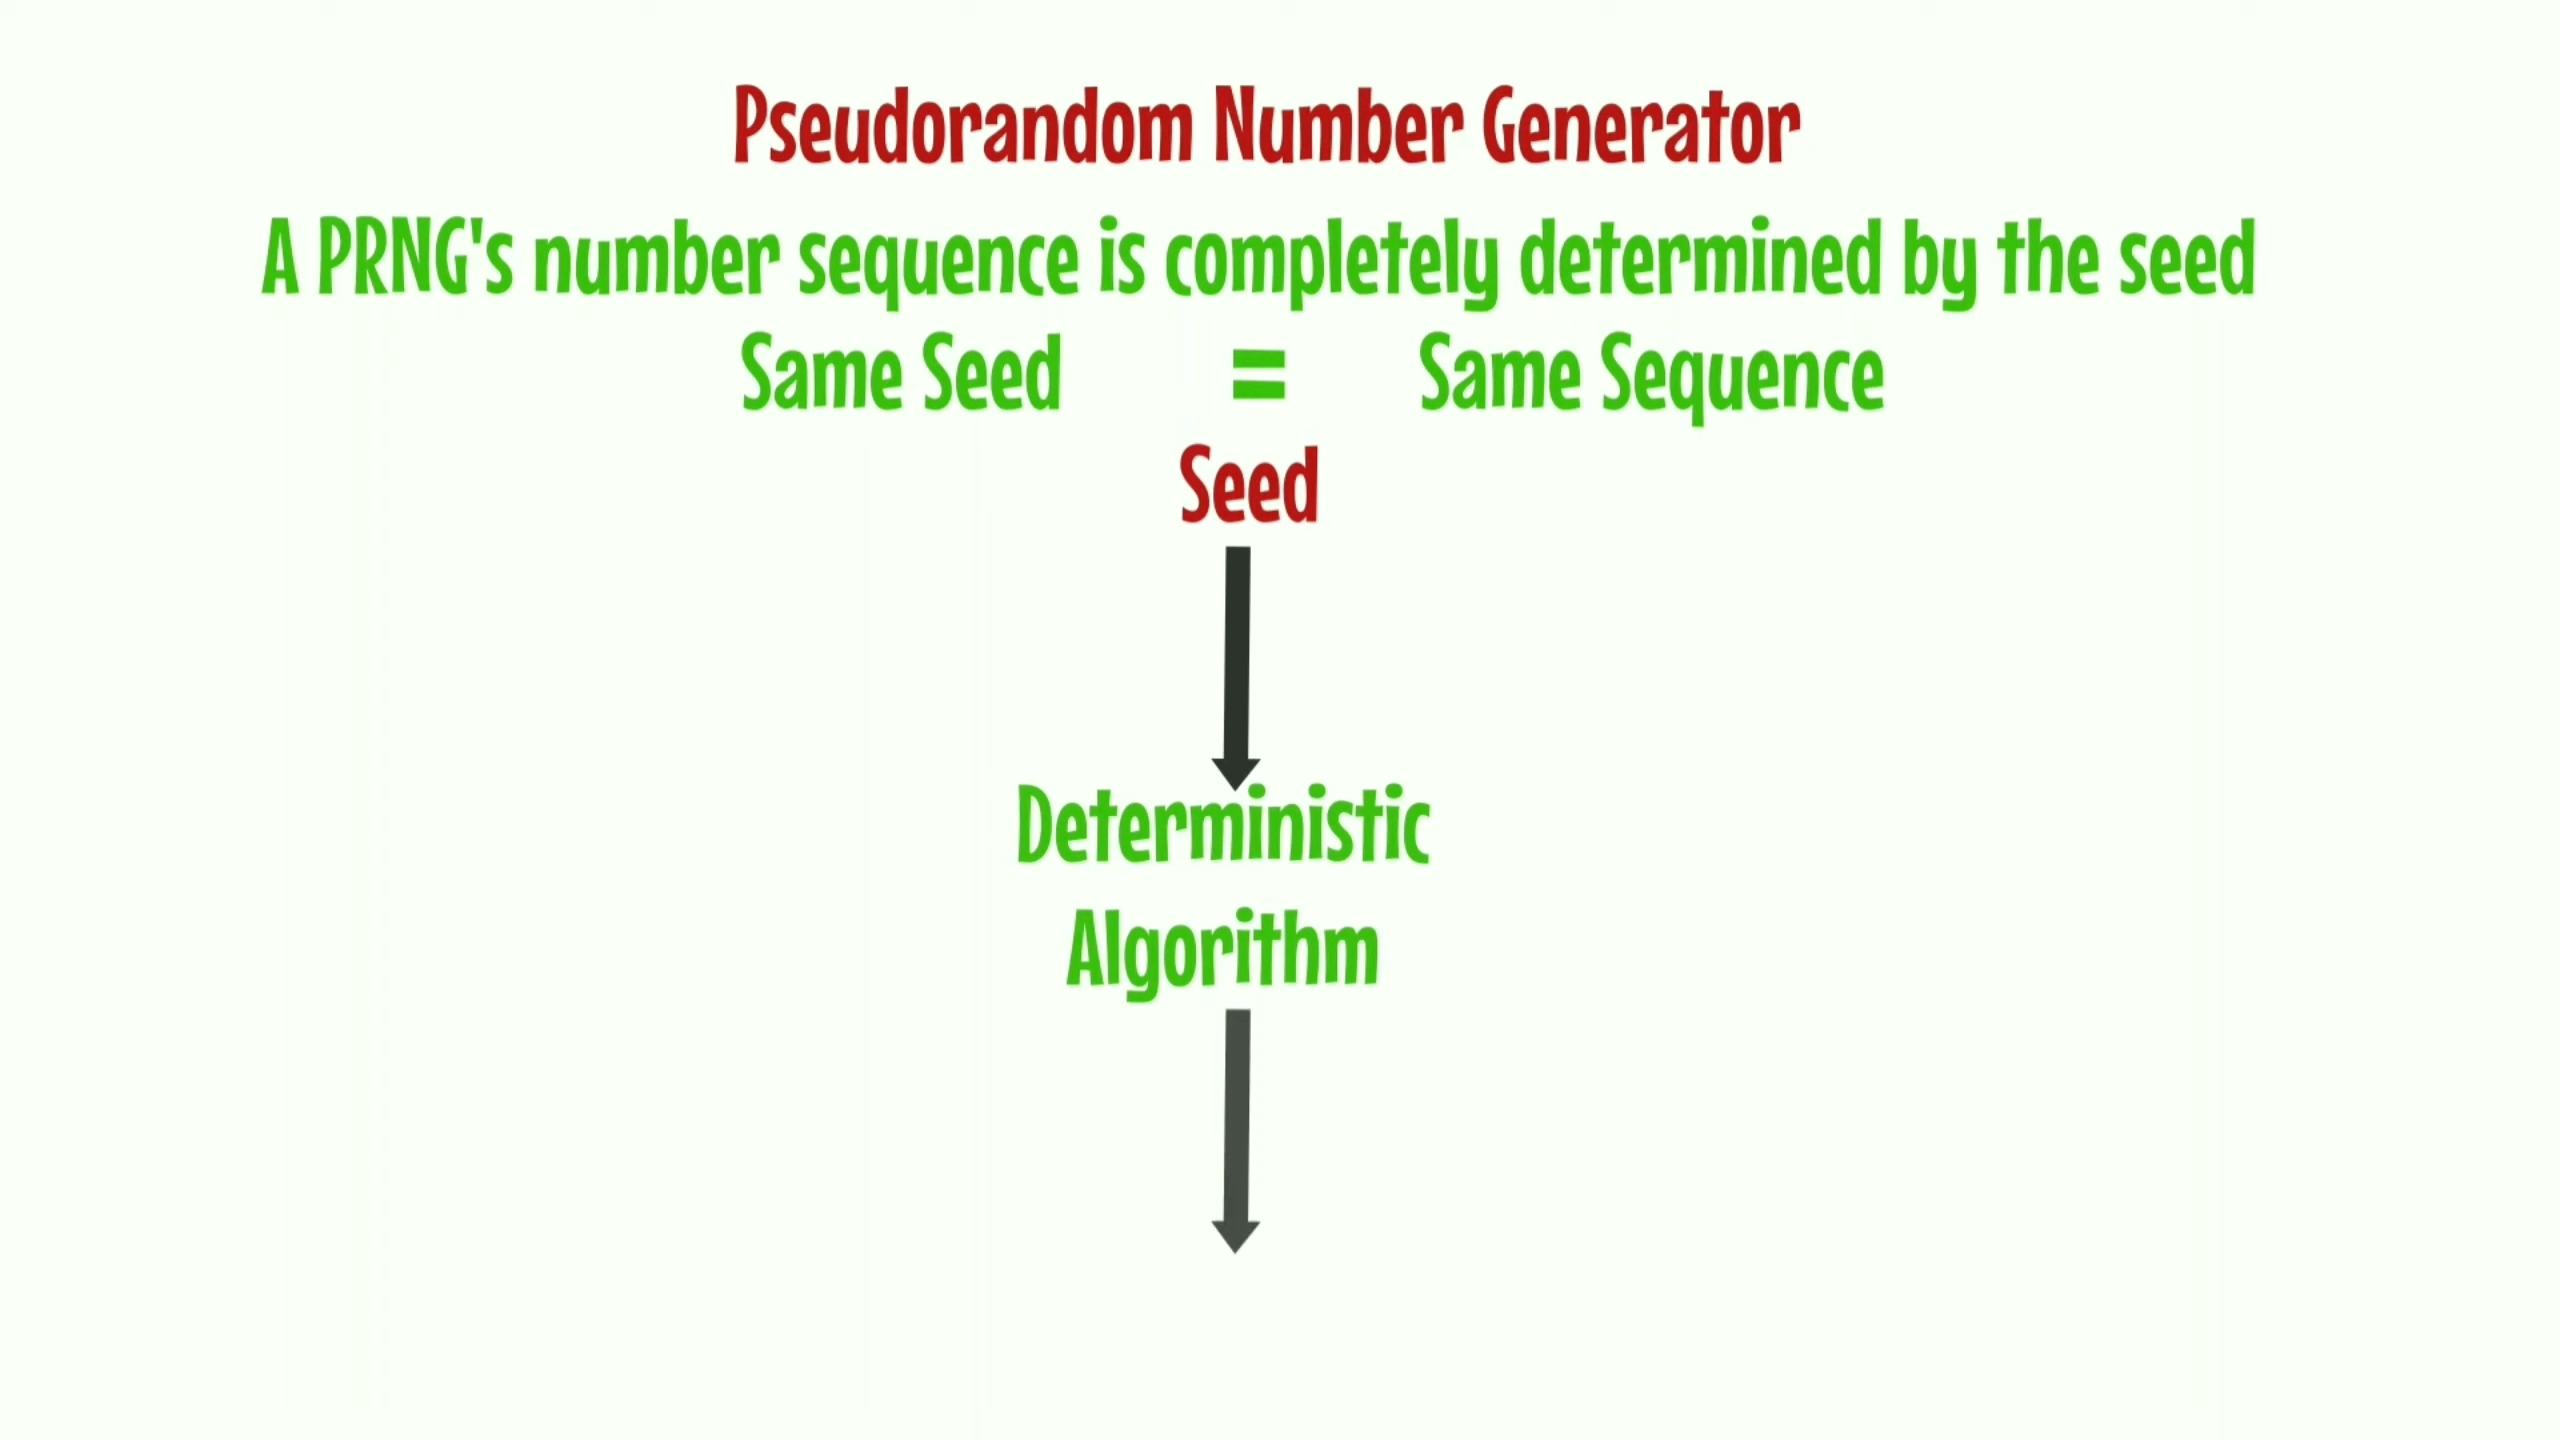 Pseudorandom Number Generator
A PRNG's number sequence is completely determined by the seed
Same Seed = Same Sequence
Seed
Deterministic
Algorithm